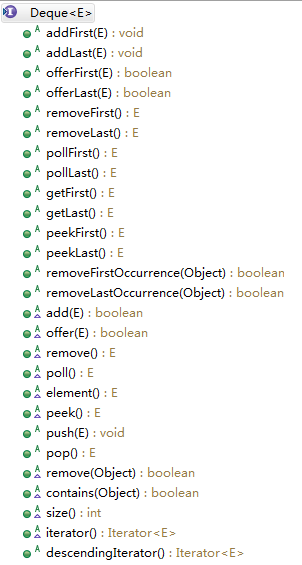 Deque<E>
addFirst(E) : void
addLast(E) : void
offerFirst(E) : boolean
offerLast(E) : boolean
removeFirst() : E
removeLast() : E
pollFirst() : E
pollLast() : E
getFirst() : E
getLast() : E
peekFirst() : E
peekLast() : E
removeFirstOccurrence(Object) : boolean
removeLastOccurrence(Object) : boolean
add(E) : boolean
offer(E) : boolean
remove() : E
poll() : E
element() : E
peek() : E
push(E) : void
pop() : E
remove(Object) : boolean
contains(Object) : boolean
size() : int
iterator() : Iterator<E>
descendingIterator() : Iterator<E>